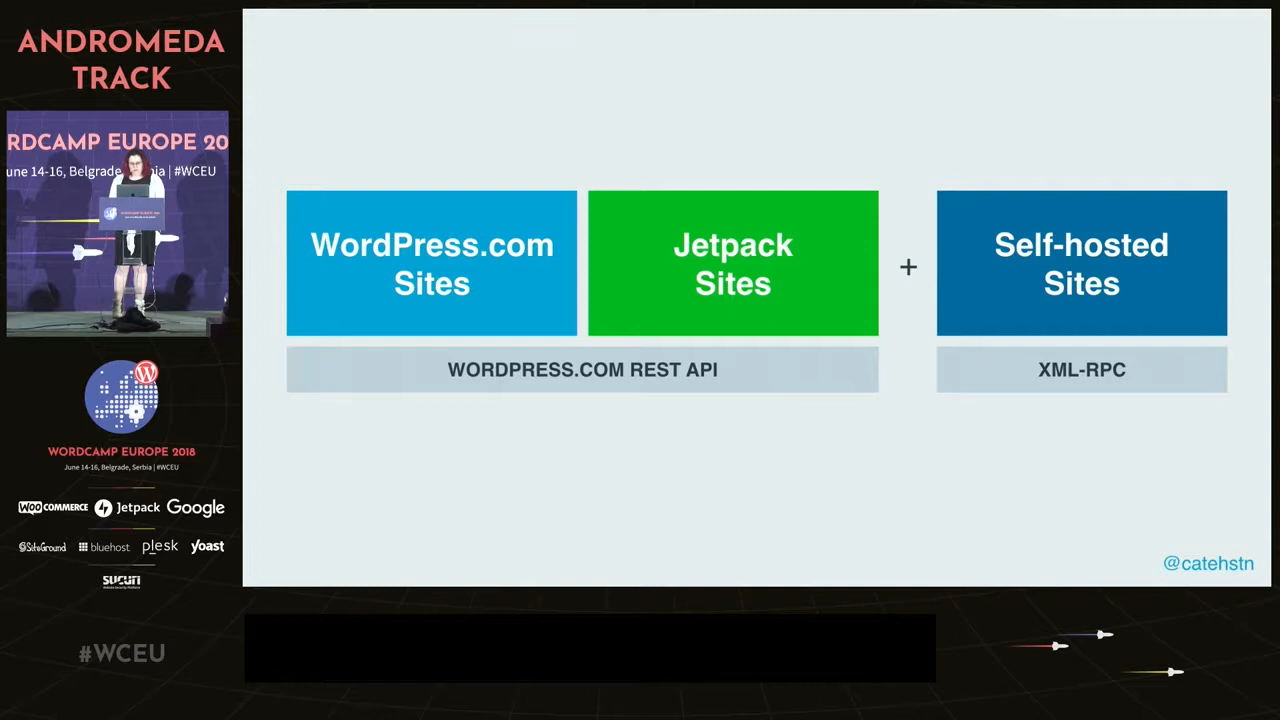 ANDROMEDA
TRACK
RDCAMP EUROPE 20
une 14-16, Belgrade, Serbia | #WCEU
WORDCAMP EUROPE 2018
June 14-16, Belgrade, Serbia | #WCEU
WOO COMMERCE Jetpack Google
SiteGround bluehost plesk yoast
SUCURI
#WCEU
WordPress.com
Sites
Jetpack
Sites
+
Self-hosted
Sites
WORDPRESS.COM REST API
XML-RPC
@catehstn